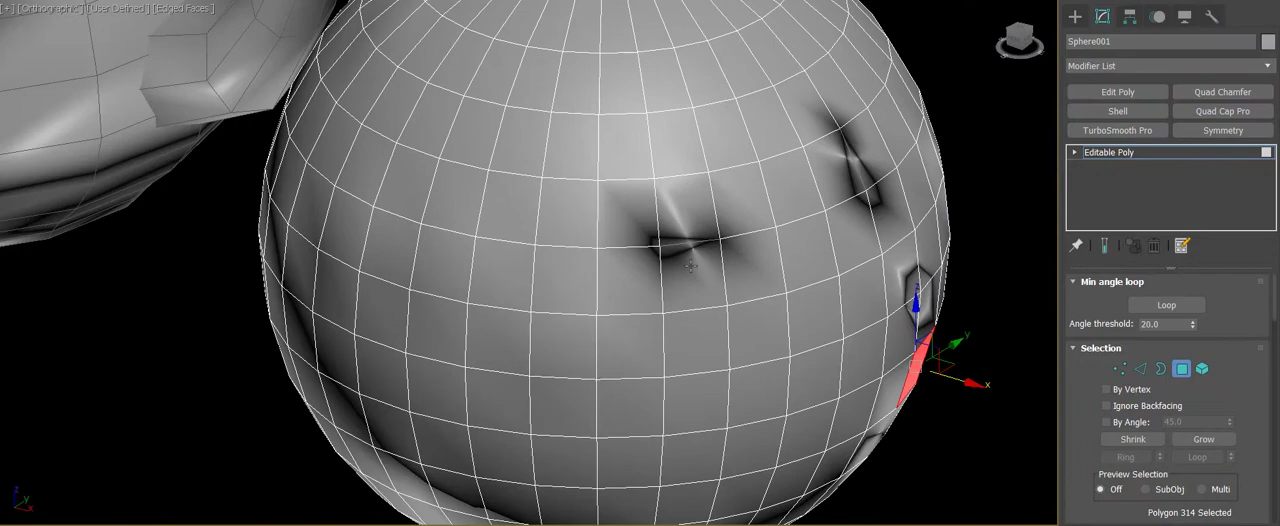 [+] [Orthographic] [User Defined] [Edged Faces]
Sphere001
Modifier List
Edit Poly
Quad Chamfer
Shell
Quad Cap Pro
TurboSmooth Pro
Symmetry
Editable Poly
Min angle loop
Loop
Angle threshold: 20.0
Selection
By Vertex
Ignore Backfacing
By Angle: 45.0
Shrink
Grow
Ring
Loop
Preview Selection
Off
SubObj
Multi
Polygon 314 Selected
z
y
x
z
y
x